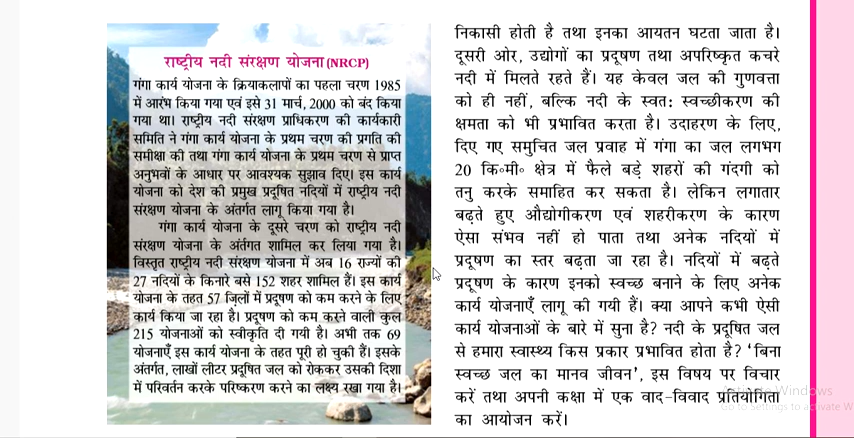 राष्ट्रीय नदी संरक्षण योजना (NRCP)
गंगा कार्य योजना के क्रियाकलापों का पहला चरण 1985
में आरंभ किया गया एवं इसे 31 मार्च, 2000 को बंद किया
गया था। राष्ट्रीय नदी संरक्षण प्राधिकरण की कार्यकारी
समिति ने गंगा कार्य योजना के प्रथम चरण की प्रगति की
समीक्षा की तथा गंगा कार्य योजना के प्रथम चरण से प्राप्त
अनुभवों के आधार पर आवश्यक सुझाव दिए। इस कार्य
योजना को देश की प्रमुख प्रदूषित नदियों में राष्ट्रीय नदी
संरक्षण योजना के अंतर्गत लागू किया गया है।
गंगा कार्य योजना के दूसरे चरण को राष्ट्रीय नदी
संरक्षण योजना के अंर्तगत शामिल कर लिया गया है।
विस्तृत राष्ट्रीय नदी संरक्षण योजना में अब 16 राज्यों की
27 नदियों के किनारे बसे 152 शहर शामिल हैं। इस कार्य
योजना के तहत 57 जिलों में प्रदूषण को कम करने के लिए
कार्य किया जा रहा है। प्रदूषण को कम करने वाली कुल
215 योजनाओं को स्वीकृति दी गयी है। अभी तक 69
योजनाएँ इस कार्य योजना के तहत पूरी हो चुकी हैं। इसके
अंतर्गत, लाखों लीटर प्रदूषित जल को रोककर उसकी दिशा
में परिवर्तन करके परिष्करण करने का लक्ष्य रखा गया है।
निकासी होती है तथा इनका आयतन घटता जाता है।
दूसरी ओर, उद्योगों का प्रदूषण तथा अपरिष्कृत कचरे
नदी में मिलते रहते हैं। यह केवल जल की गुणवत्ता
को ही नहीं, बल्कि नदी के स्वत: स्वच्छीकरण की
क्षमता को भी प्रभावित करता है। उदाहरण के लिए,
दिए गए समुचित जल प्रवाह में गंगा का जल लगभग
20 कि॰मी॰ क्षेत्र में फैले बड़े शहरों की गंदगी को
तनु करके समाहित कर सकता है। लेकिन लगातार
बढ़ते हुए औद्योगीकरण एवं शहरीकरण के कारण
ऐसा संभव नहीं हो पाता तथा अनेक नदियों में
प्रदूषण का स्तर बढ़ता जा रहा है। नदियों में बढ़ते
प्रदूषण के कारण इनको स्वच्छ बनाने के लिए अनेक
कार्य योजनाएँ लागू की गयी हैं। क्या आपने कभी ऐसी
कार्य योजनाओं के बारे में सुना है? नदी के प्रदूषित जल
से हमारा स्वास्थ्य किस प्रकार प्रभावित होता है? 'बिना
स्वच्छ जल का मानव जीवन', इस विषय पर विचार
करें तथा अपनी कक्षा में एक वाद-विवाद प्रतियोगिता
का आयोजन करें।
Activate Windows
Go to Settings to activate W